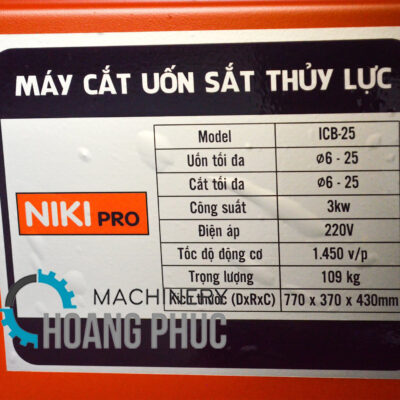 MÁY CẮT UỐN SẮT THỦY LỰC
NIKI PRO
Model ICB-25
Uốn tối đa ø6 - 25
Cắt tối đa ø6 - 25
Công suất 3kw
Điện áp 220V
Tốc độ động cơ 1.450 v/p
Trọng lượng 109 kg
(DxRxC) 770 x 370 x 430mm
MACHINERY
HOANG PHUC